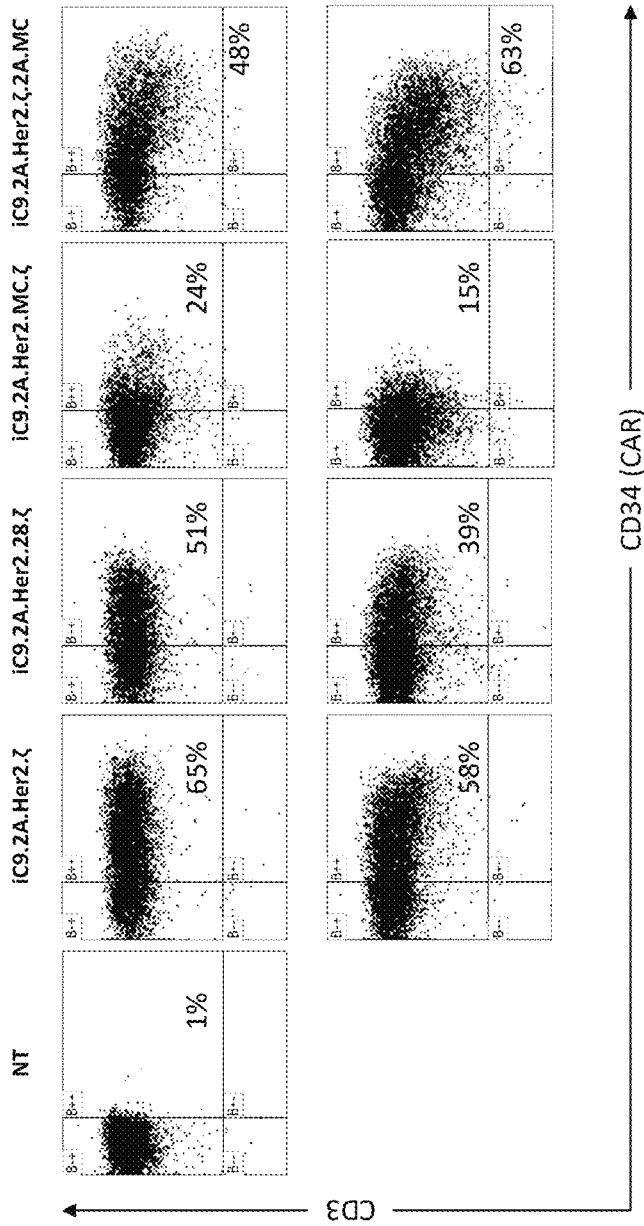 NT
iC9.2A.Her2.ζ
iC9.2A.Her2.28.ζ
iC9.2A.Her2.MC.ζ
iC9.2A.Her2.ζ.2A.MC
B-+ B++ B-+ B++ B-+ B++ B-+ B++ B-+ B++
1%
65%
51%
24%
48%
B-- B+- B-- B+- B-- B+- B-- B+- B-- B+-
B-+ B++ B-+ B++ B-+ B++ B-+ B++
58%
39%
15%
63%
B-- B+- B-- B+- B-- B+- B-- B+-
CD3
CD34 (CAR)